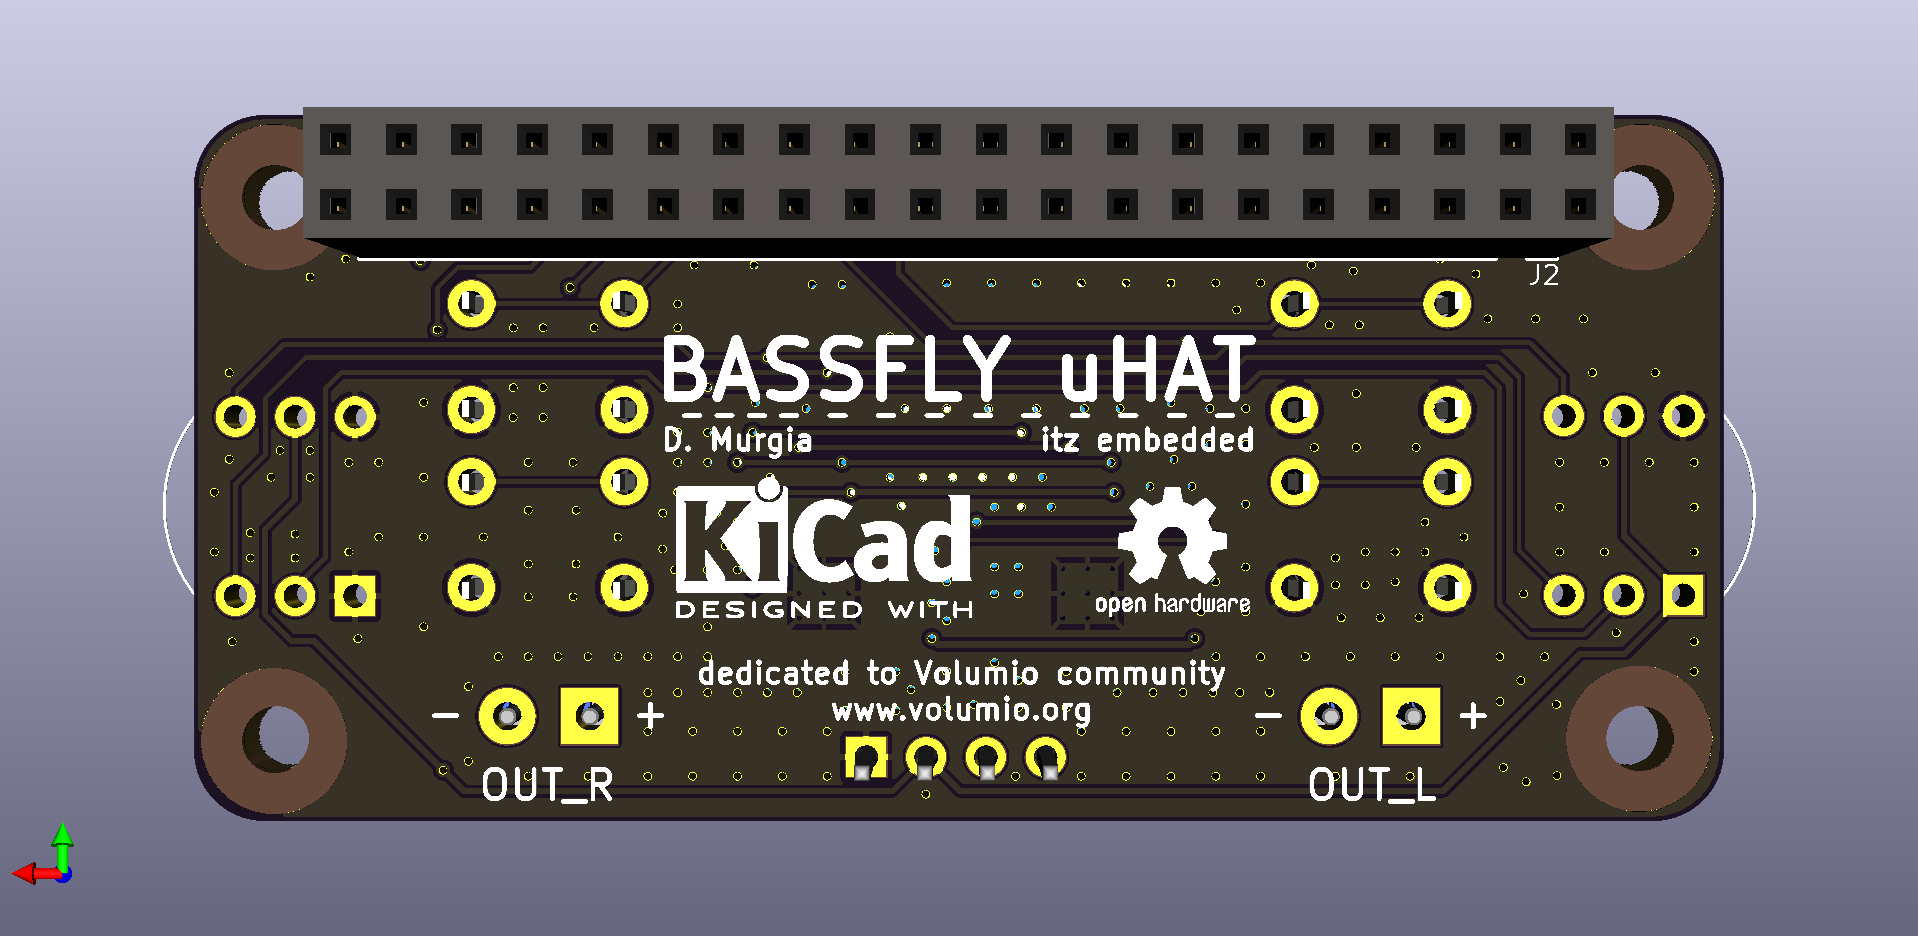 J2
BASSFLY uHAT
D. Murgia itz embedded
KiCad
DESIGNED WITH
open hardware
dedicated to Volumio community
www.volumio.org
- + - +
OUT_R OUT_L